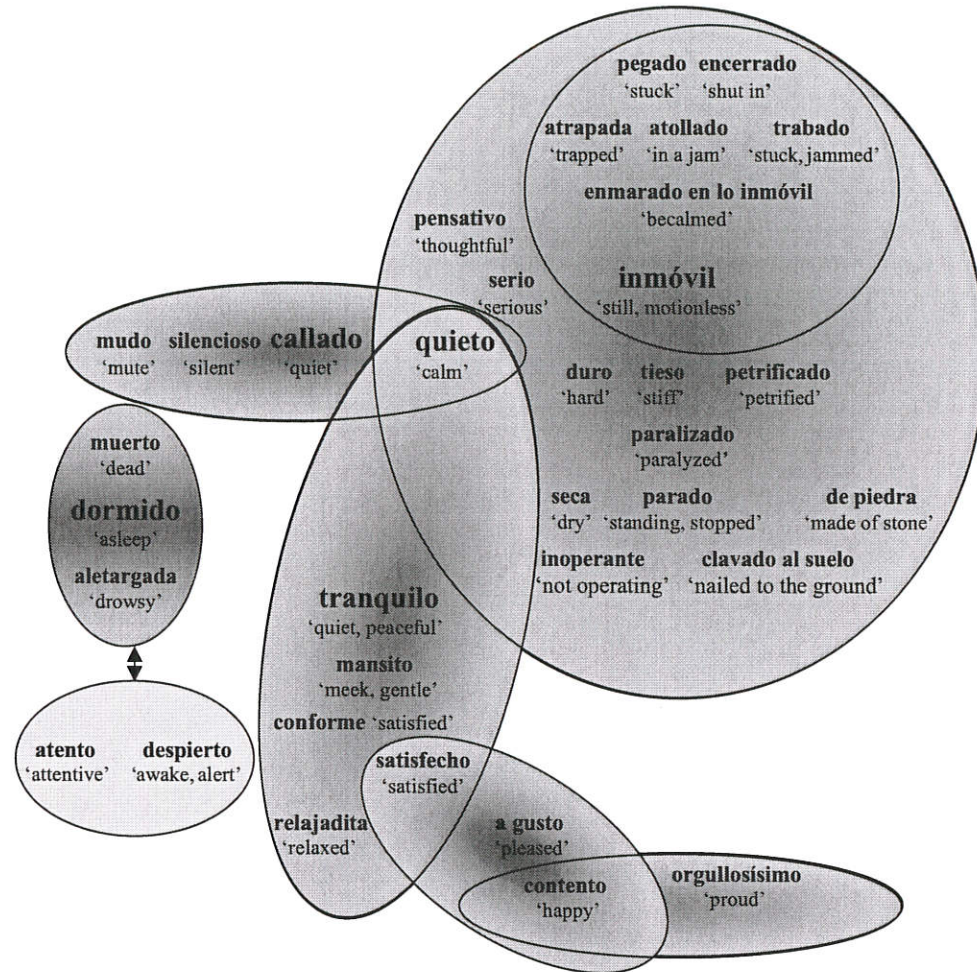 pegado encerrado
‘stuck’ ‘shut in’
atrapada atollado trabado
‘trapped’ ‘in a jam’ ‘stuck, jammed’
enmarado en lo inmóvil
‘becalmed’
pensativo
‘thoughtful’
serio
‘serious’
inmóvil
‘still, motionless’
mudo silencioso callado
‘mute’ ‘silent’ ‘quiet’
quieto
‘calm’
duro tieso petrificado
‘hard’ ‘stiff’ ‘petrified’
paralizado
‘paralyzed’
seca parado de piedra
‘dry’ ‘standing, stopped’ ‘made of stone’
inoperante clavado al suelo
‘not operating’ ‘nailed to the ground’
muerto
‘dead’
dormido
‘asleep’
aletargada
‘drowsy’
atento despierto
‘attentive’ ‘awake, alert’
tranquilo
‘quiet, peaceful’
mansito
‘meek, gentle’
conforme ‘satisfied’
satisfecho
‘satisfied’
relajadita
‘relaxed’
a gusto
‘pleased’
contento
‘happy’
orgullosísimo
‘proud’